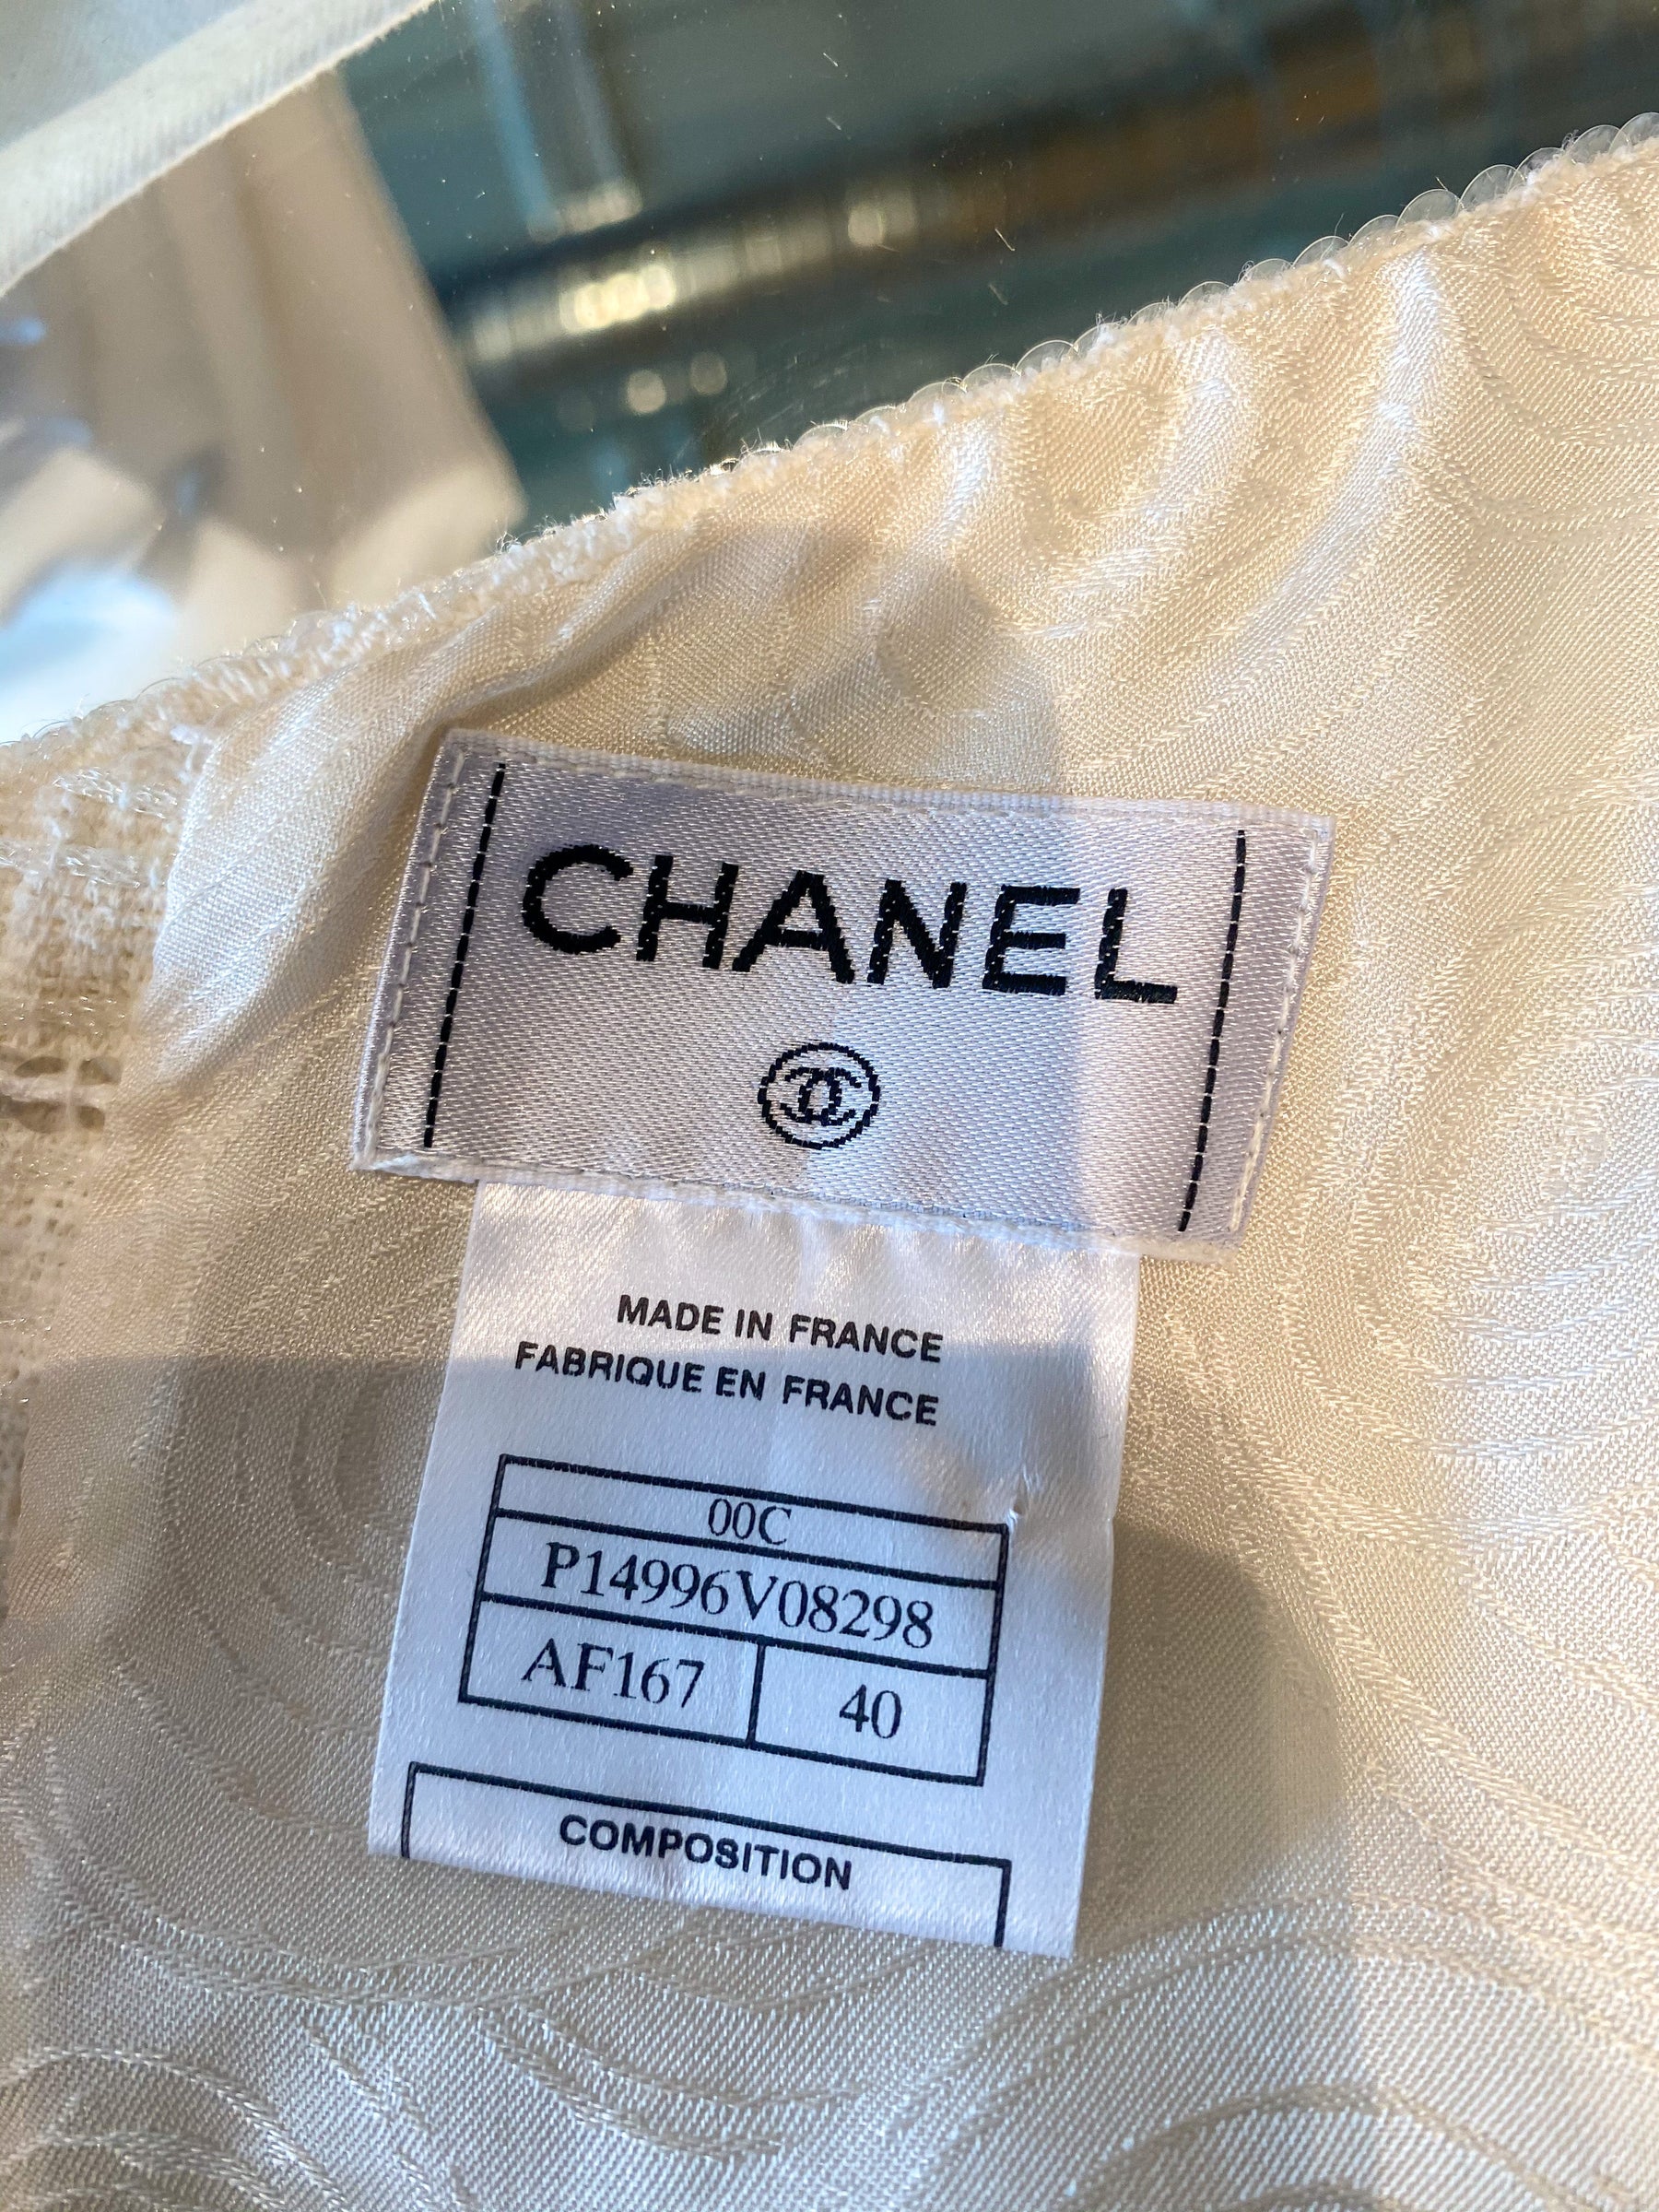 CHANEL
MADE IN FRANCE
FABRIQUE EN FRANCE
00C
P14996V08298
AF167 40
COMPOSITION